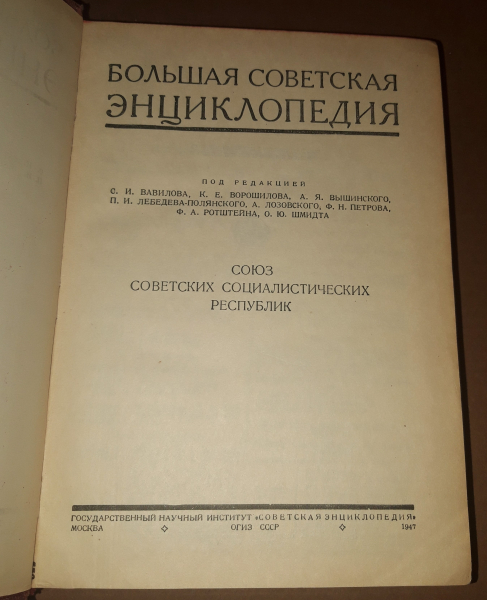 БОЛЬШАЯ СОВЕТСКАЯ
ЭНЦИКЛОПЕДИЯ
ПОД РЕДАКЦИЕЙ
С. И. ВАВИЛОВА, К. Е. ВОРОШИЛОВА, А. Я. ВЫШИНСКОГО,
П. И. ЛЕБЕДЕВА-ПОЛЯНСКОГО, А. ЛОЗОВСКОГО, Ф. Н. ПЕТРОВА,
Ф. А. РОТШТЕЙНА, О. Ю. ШМИДТА
СОЮЗ
СОВЕТСКИХ СОЦИАЛИСТИЧЕСКИХ
РЕСПУБЛИК
ГОСУДАРСТВЕННЫЙ НАУЧНЫЙ ИНСТИТУТ «СОВЕТСКАЯ ЭНЦИКЛОПЕДИЯ»
МОСКВА ОГИЗ СССР 1947